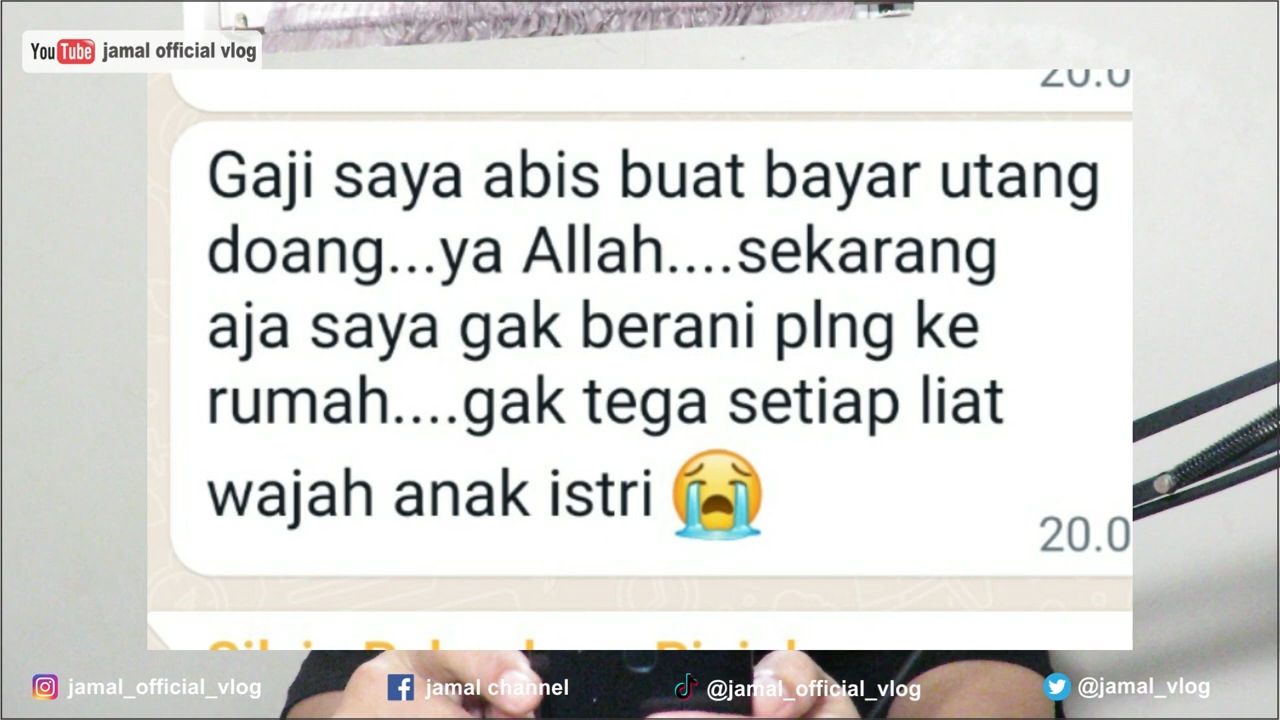 YouTube jamal official vlog
20.0
Gaji saya abis buat bayar utang
doang...ya Allah....sekarang
aja saya gak berani plng ke
rumah....gak tega setiap liat
wajah anak istri 😭
20.0
jamal_official_vlog
jamal channel
@jamal_official_vlog
@jamal_vlog